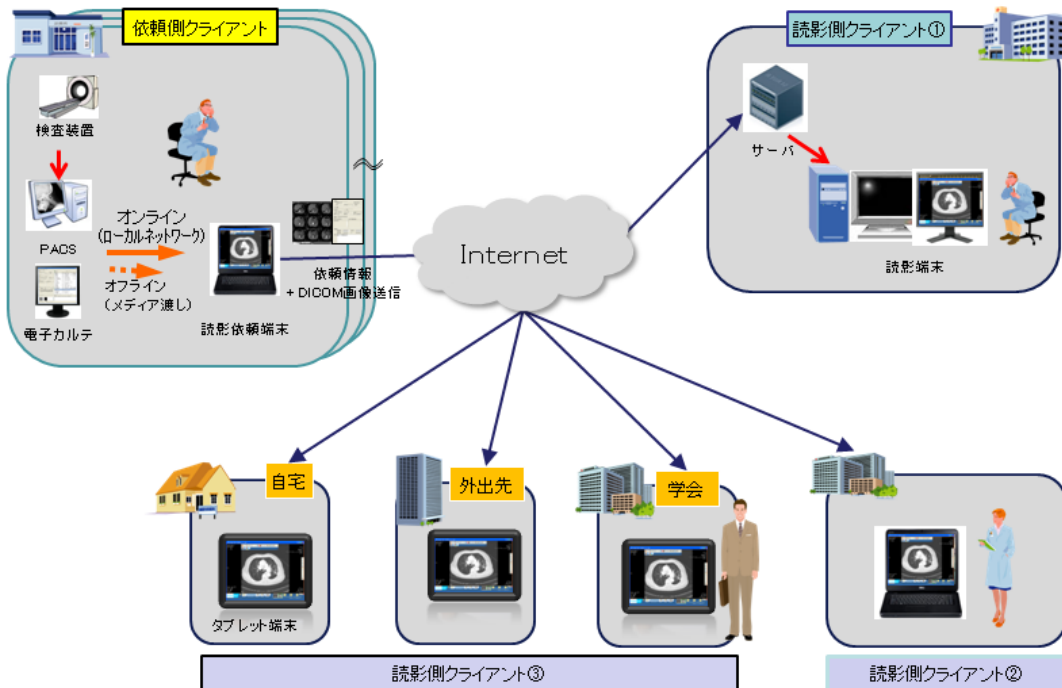 依頼側クライアント
検査装置
PACS
電子カルテ
オンライン
(ローカルネットワーク)
オフライン
(メディア渡し)
読影依頼端末
依頼情報
+ DICOM画像送信
Internet
読影側クライアント①
サーバ
読影端末
自宅
タブレット端末
外出先
学会
読影側クライアント③
読影側クライアント②